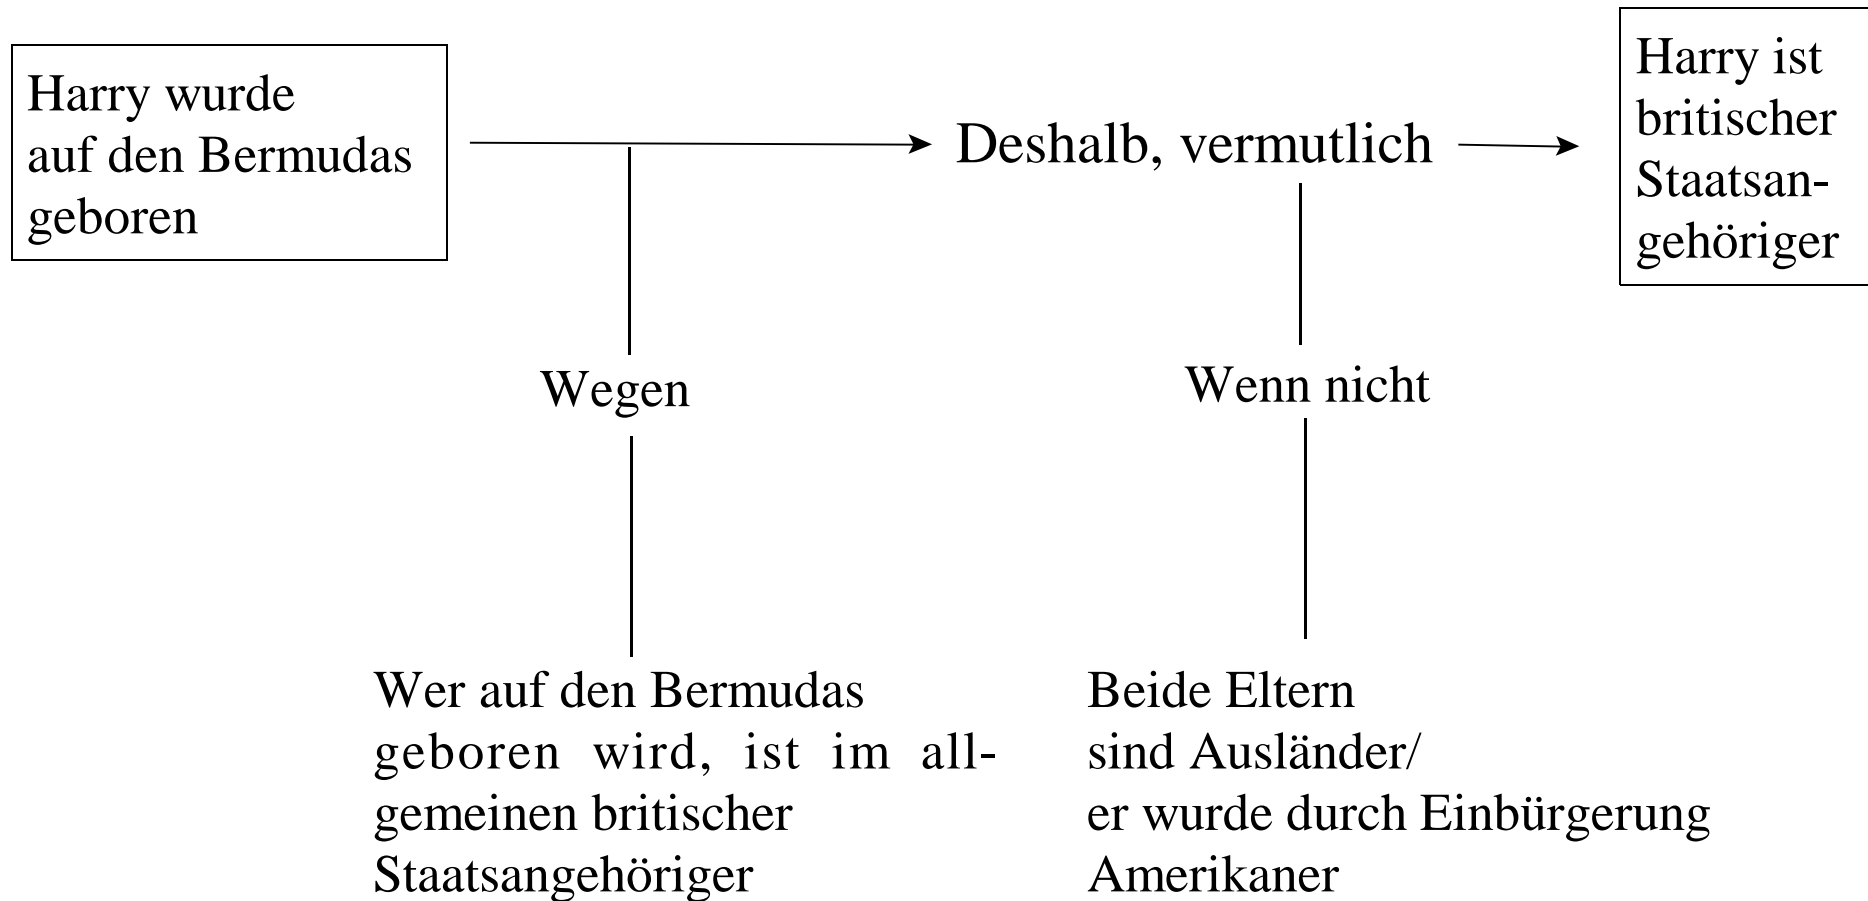 Harry wurde
auf den Bermudas
geboren
Deshalb, vermutlich
Harry ist
britischer
Staatsan-
gehöriger
Wegen
Wenn nicht
Wer auf den Bermudas
geboren wird, ist im all-
gemeinen britischer
Staatsangehöriger
Beide Eltern
sind Ausländer/
er wurde durch Einbürgerung
Amerikaner